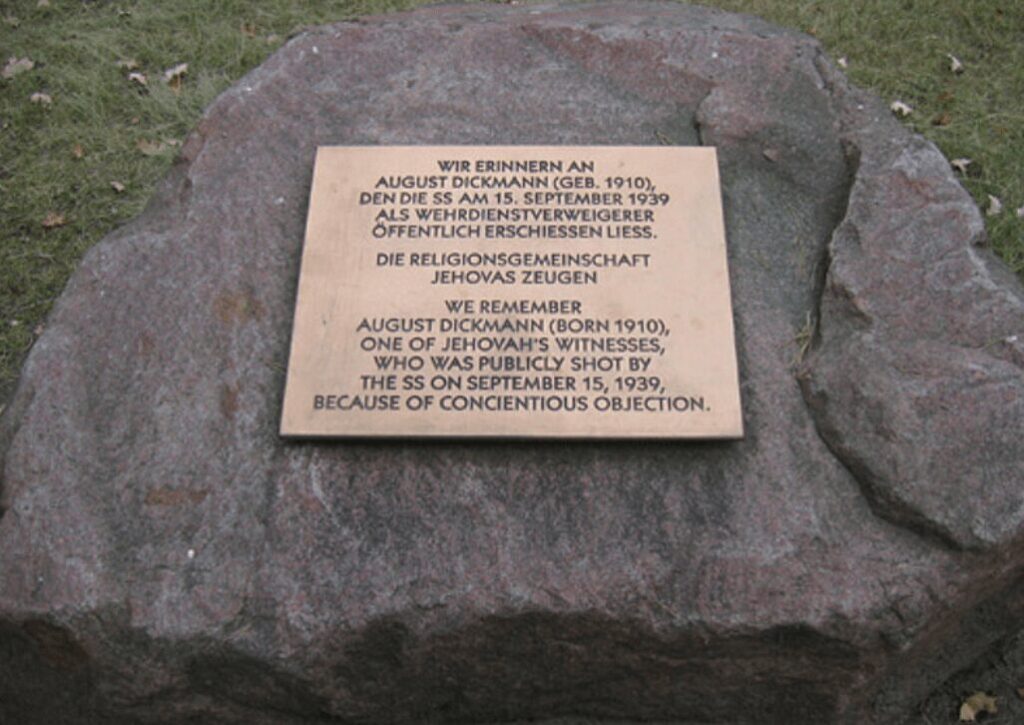 WIR ERINNERN AN
AUGUST DICKMANN (GEB. 1910),
DEN DIE SS AM 15. SEPTEMBER 1939
ALS WEHRDIENSTVERWEIGERER
ÖFFENTLICH ERSCHIESSEN LIESS.
DIE RELIGIONSGEMEINSCHAFT
JEHOVAS ZEUGEN
WE REMEMBER
AUGUST DICKMANN (BORN 1910),
ONE OF JEHOVAH'S WITNESSES,
WHO WAS PUBLICLY SHOT BY
THE SS ON SEPTEMBER 15, 1939,
BECAUSE OF CONCIENTIOUS OBJECTION.